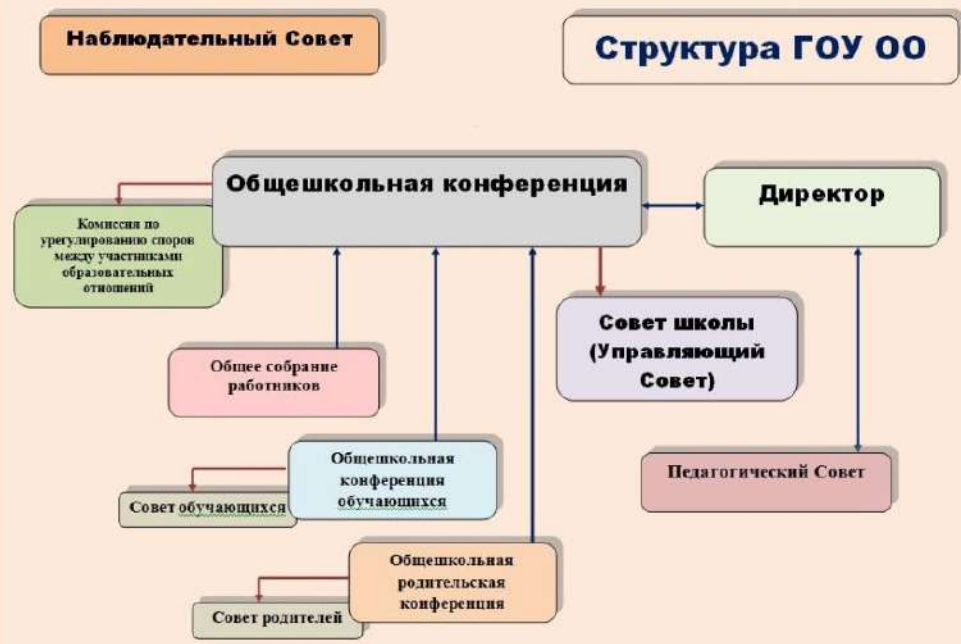 Наблюдательный Совет
Структура ГОУ ОО
Общешкольная конференция
Директор
Комиссия по
урегулированию споров
между участниками
образовательных
отношений
Совет школы
(Управляющий
Совет)
Общее собрание
работников
Общешкольная
конференция
обучающихся
Педагогический Совет
Совет обучающихся
Общешкольная
родительская
конференция
Совет родителей